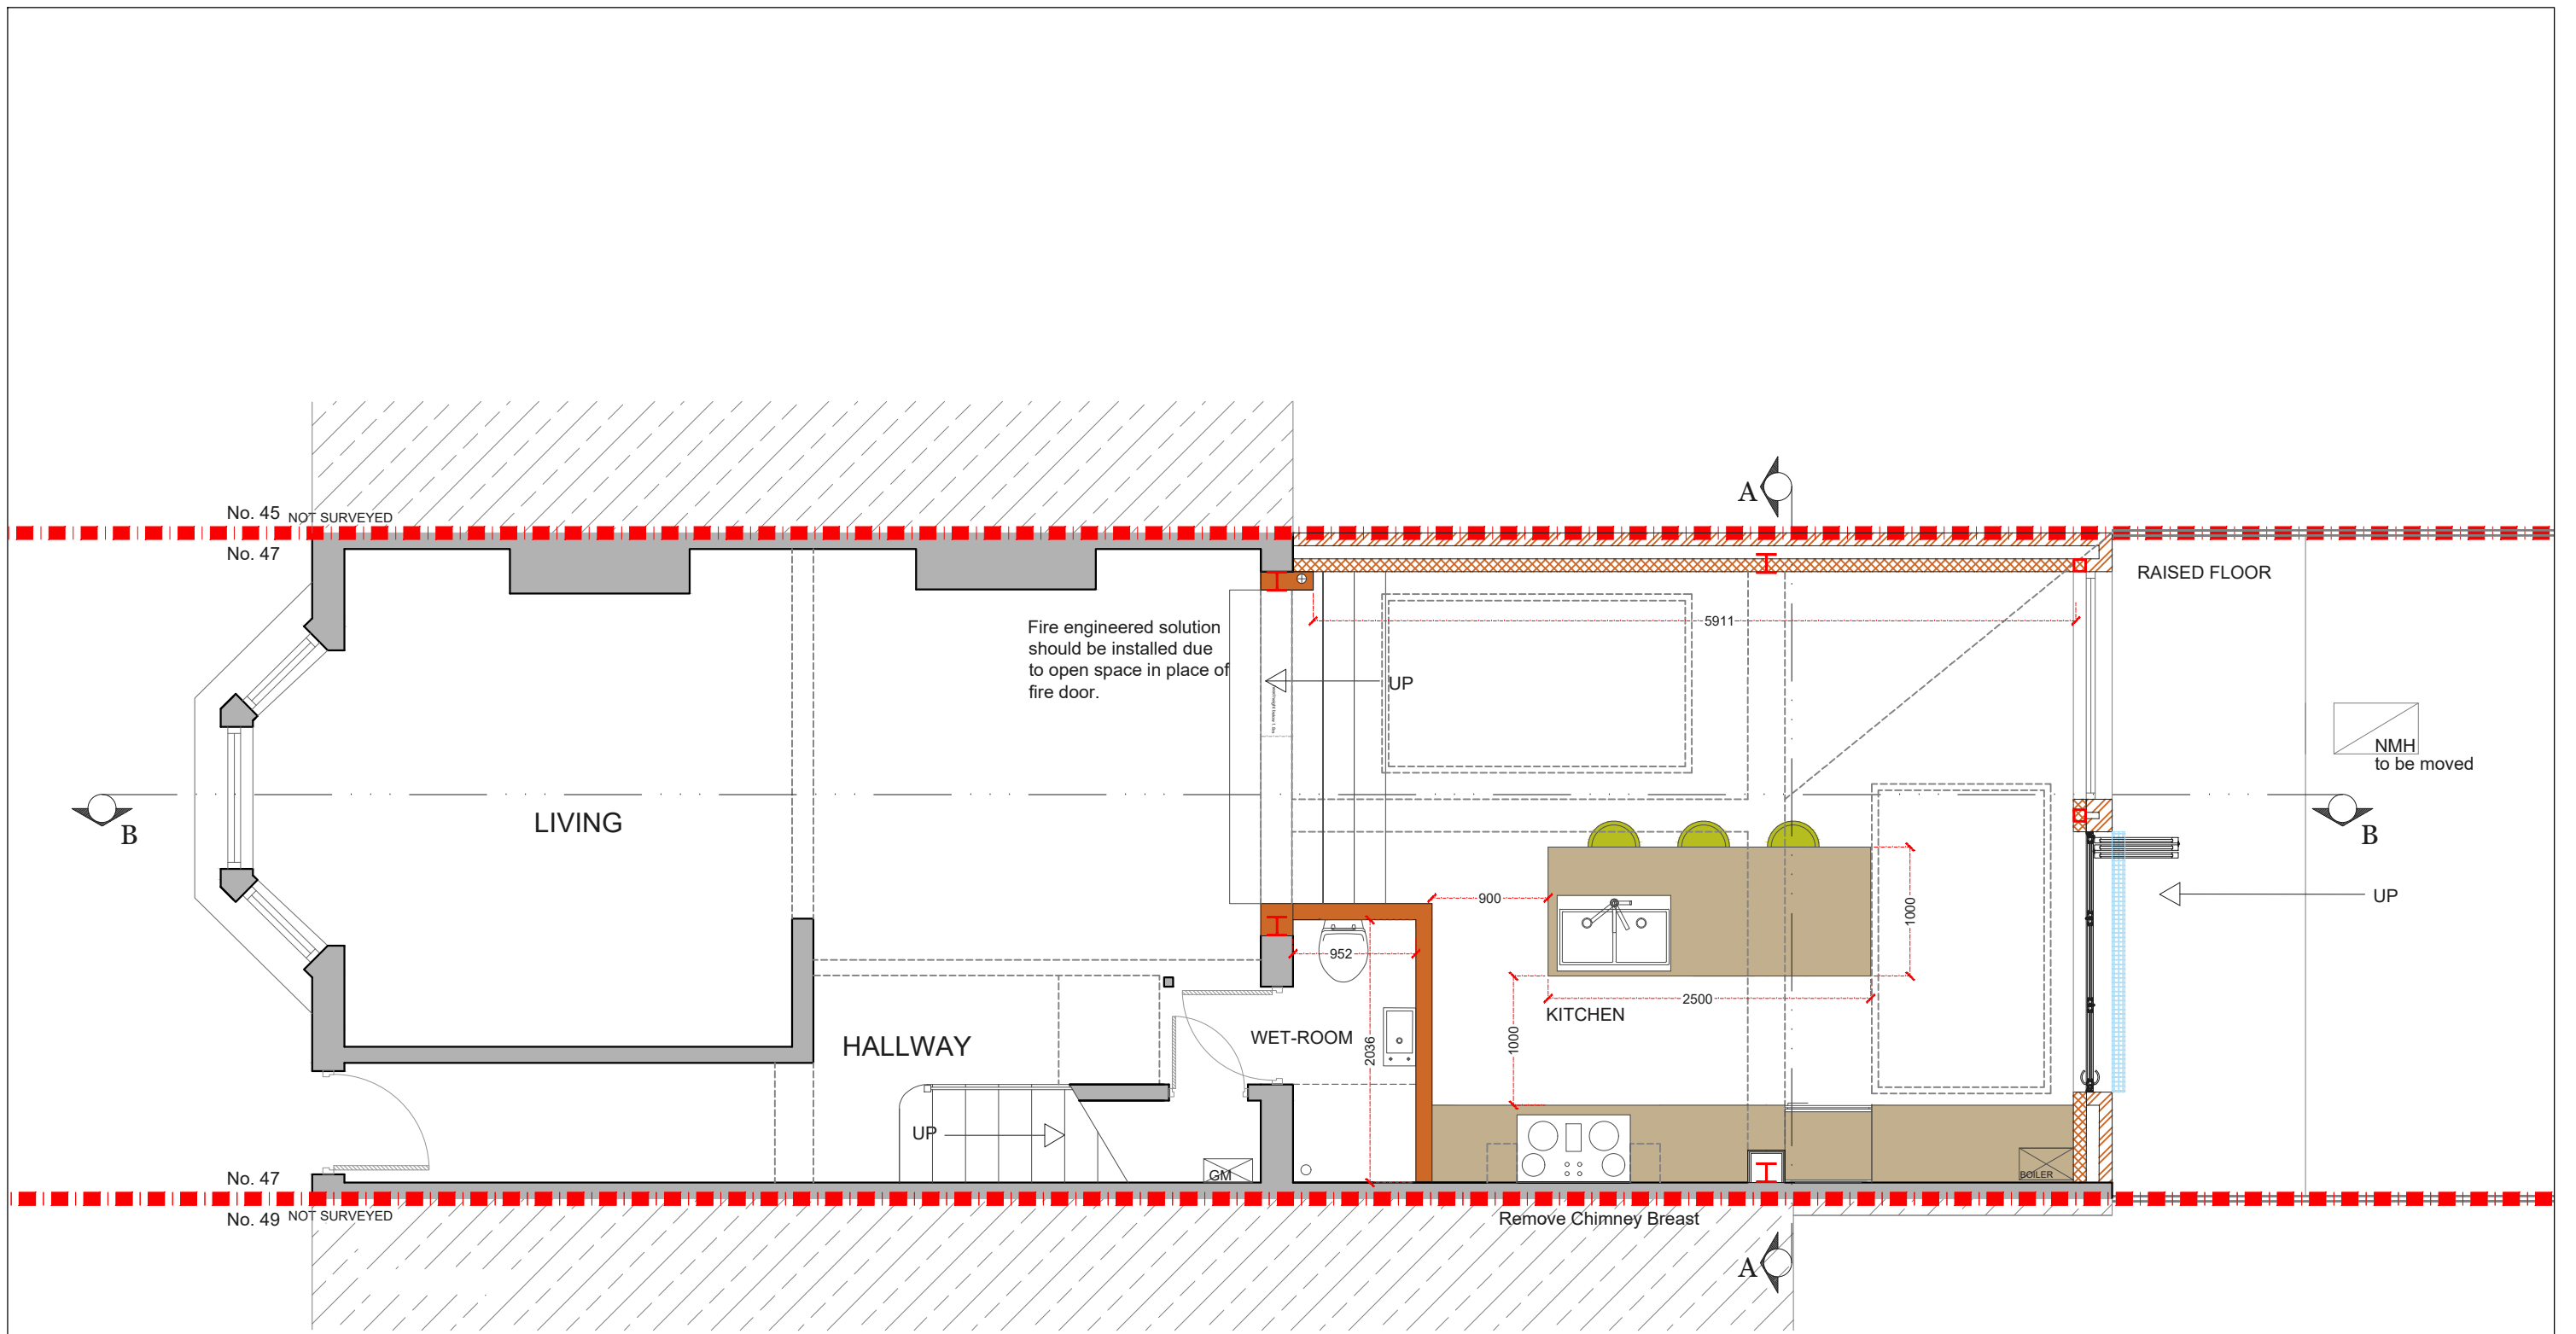 A
No. 45
NOT SURVEYED
No. 47
RAISED FLOOR
5911
Fire engineered solution
should be installed due
to open space in place of
fire door.
UP
NMH
to be moved
LIVING
B
B
UP
900
1000
952
2500
KITCHEN
1000
WET-ROOM
2036
HALLWAY
UP
GM
BOILER
No. 47
No. 49
NOT SURVEYED
Remove Chimney Breast
A